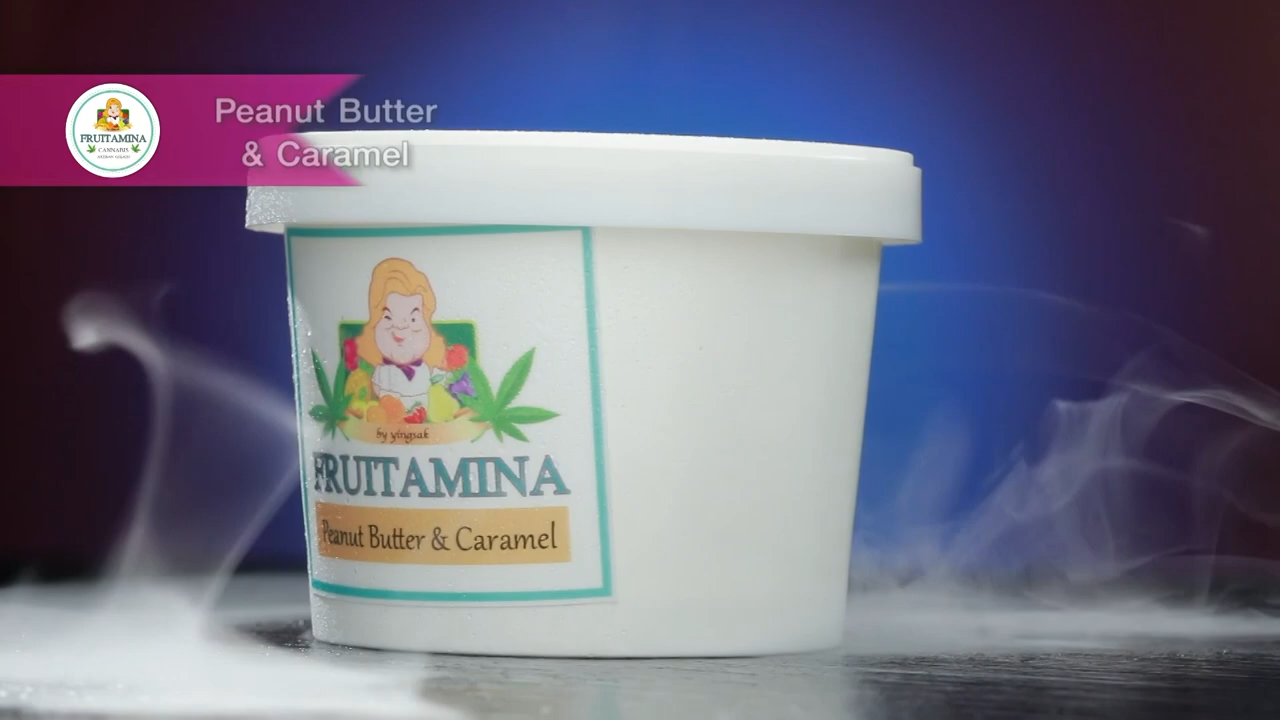 Peanut Butter
& Caramel
FRUITAMINA
CANNABIS
by yingsak
FRUITAMINA
Peanut Butter & Caramel